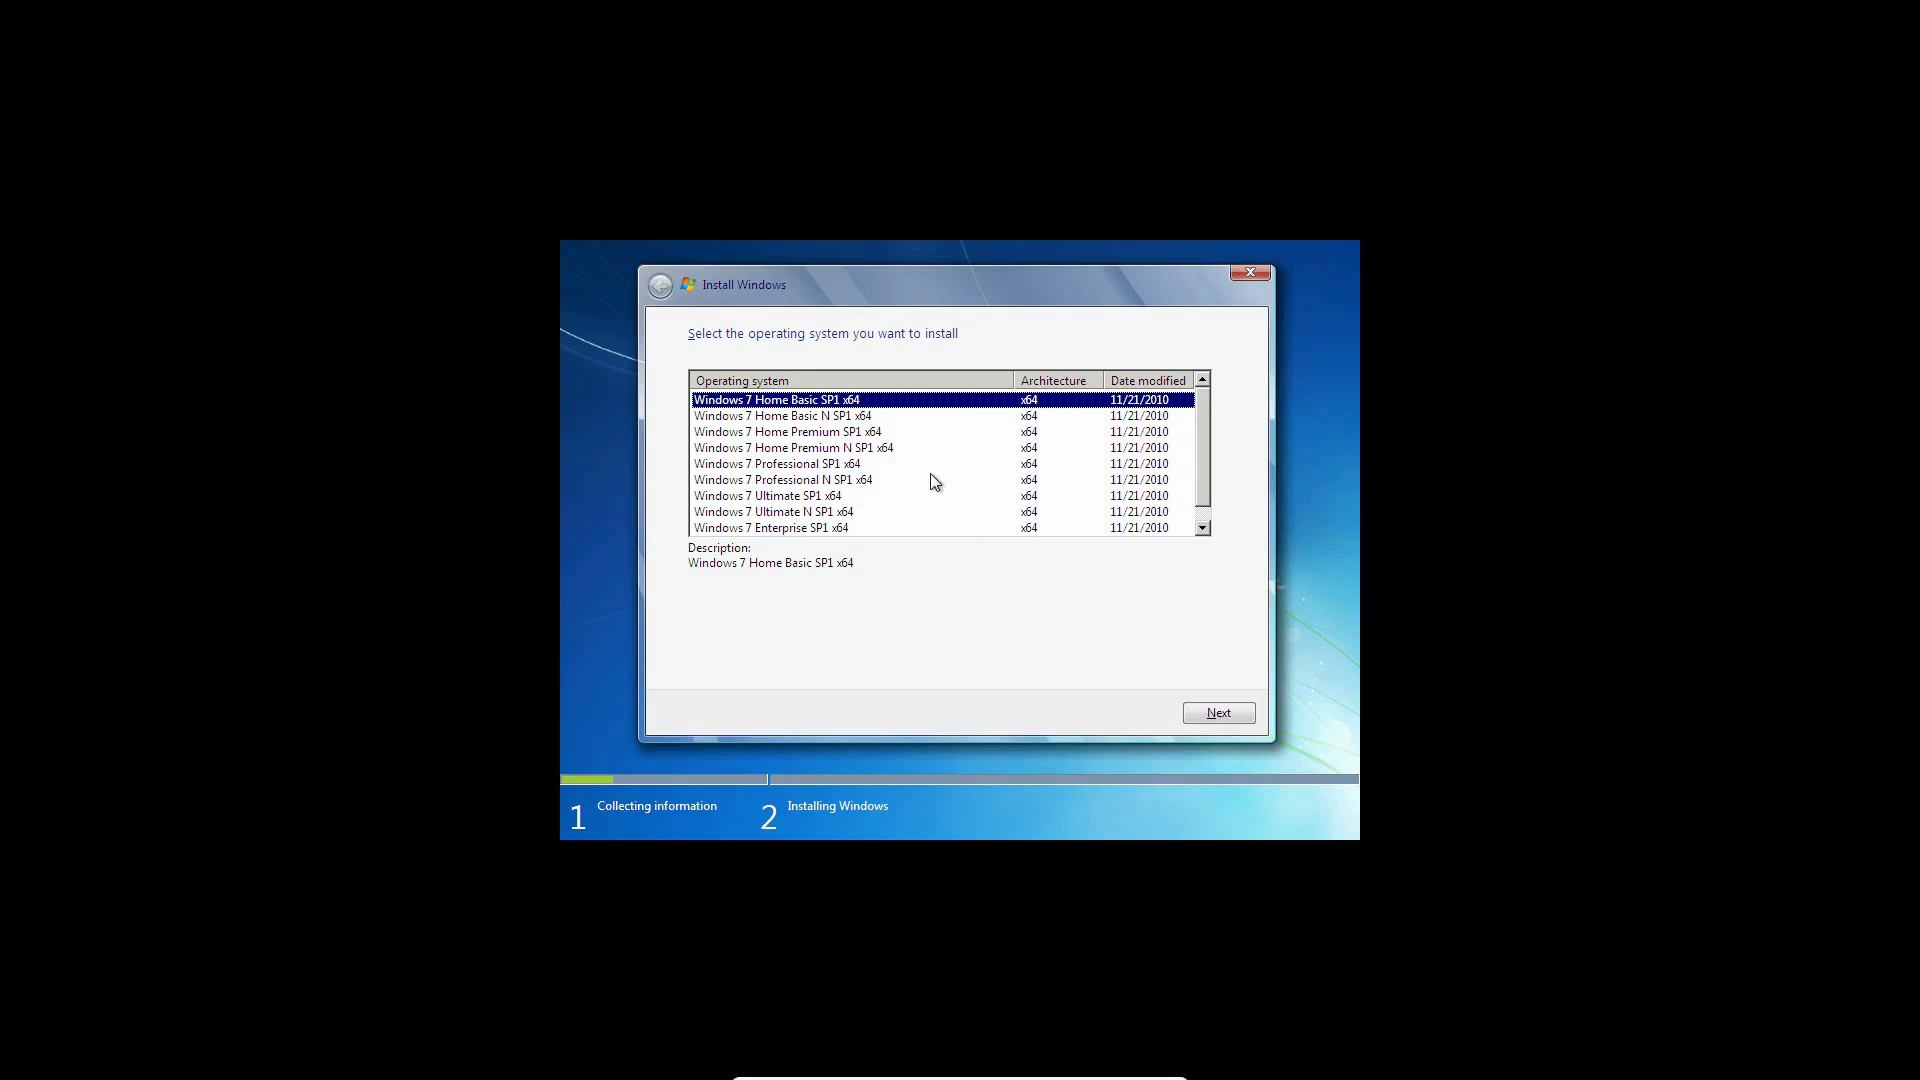 Install Windows
Select the operating system you want to install
Operating system Architecture Date modified
Windows 7 Home Basic SP1 x64 x64 11/21/2010
Windows 7 Home Basic N SP1 x64 x64 11/21/2010
Windows 7 Home Premium SP1 x64 x64 11/21/2010
Windows 7 Home Premium N SP1 x64 x64 11/21/2010
Windows 7 Professional SP1 x64 x64 11/21/2010
Windows 7 Professional N SP1 x64 x64 11/21/2010
Windows 7 Ultimate SP1 x64 x64 11/21/2010
Windows 7 Ultimate N SP1 x64 x64 11/21/2010
Windows 7 Enterprise SP1 x64 x64 11/21/2010
Description:
Windows 7 Home Basic SP1 x64
Next
1 Collecting information 2 Installing Windows